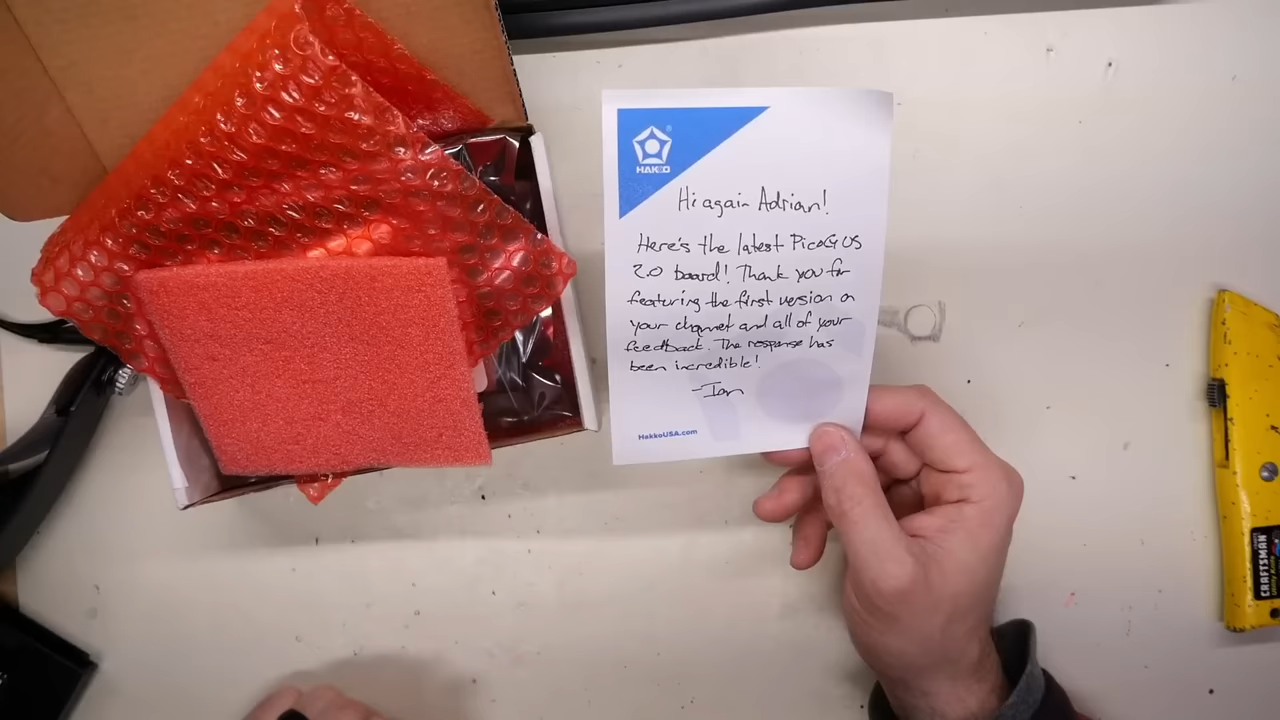 HAKKO
Hi again Adrian!
Here's the latest PicoGUS
2.0 board! Thank you for
featuring the first version on
your channel and all of your
feedback. The response has
been incredible!
-Ian
HakkoUSA.com
CRAFTSMAN